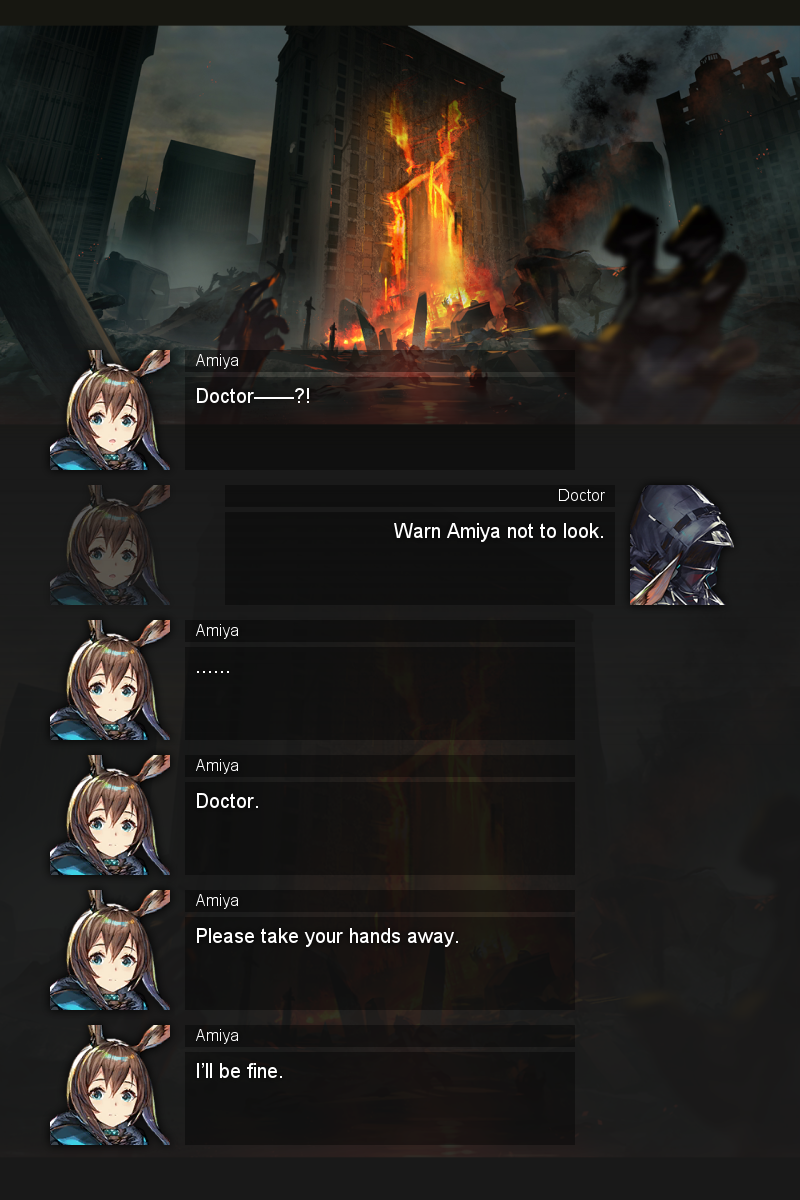 Amiya
Doctor——?!
Doctor
Warn Amiya not to look.
Amiya
……
Amiya
Doctor.
Amiya
Please take your hands away.
Amiya
I’ll be fine.